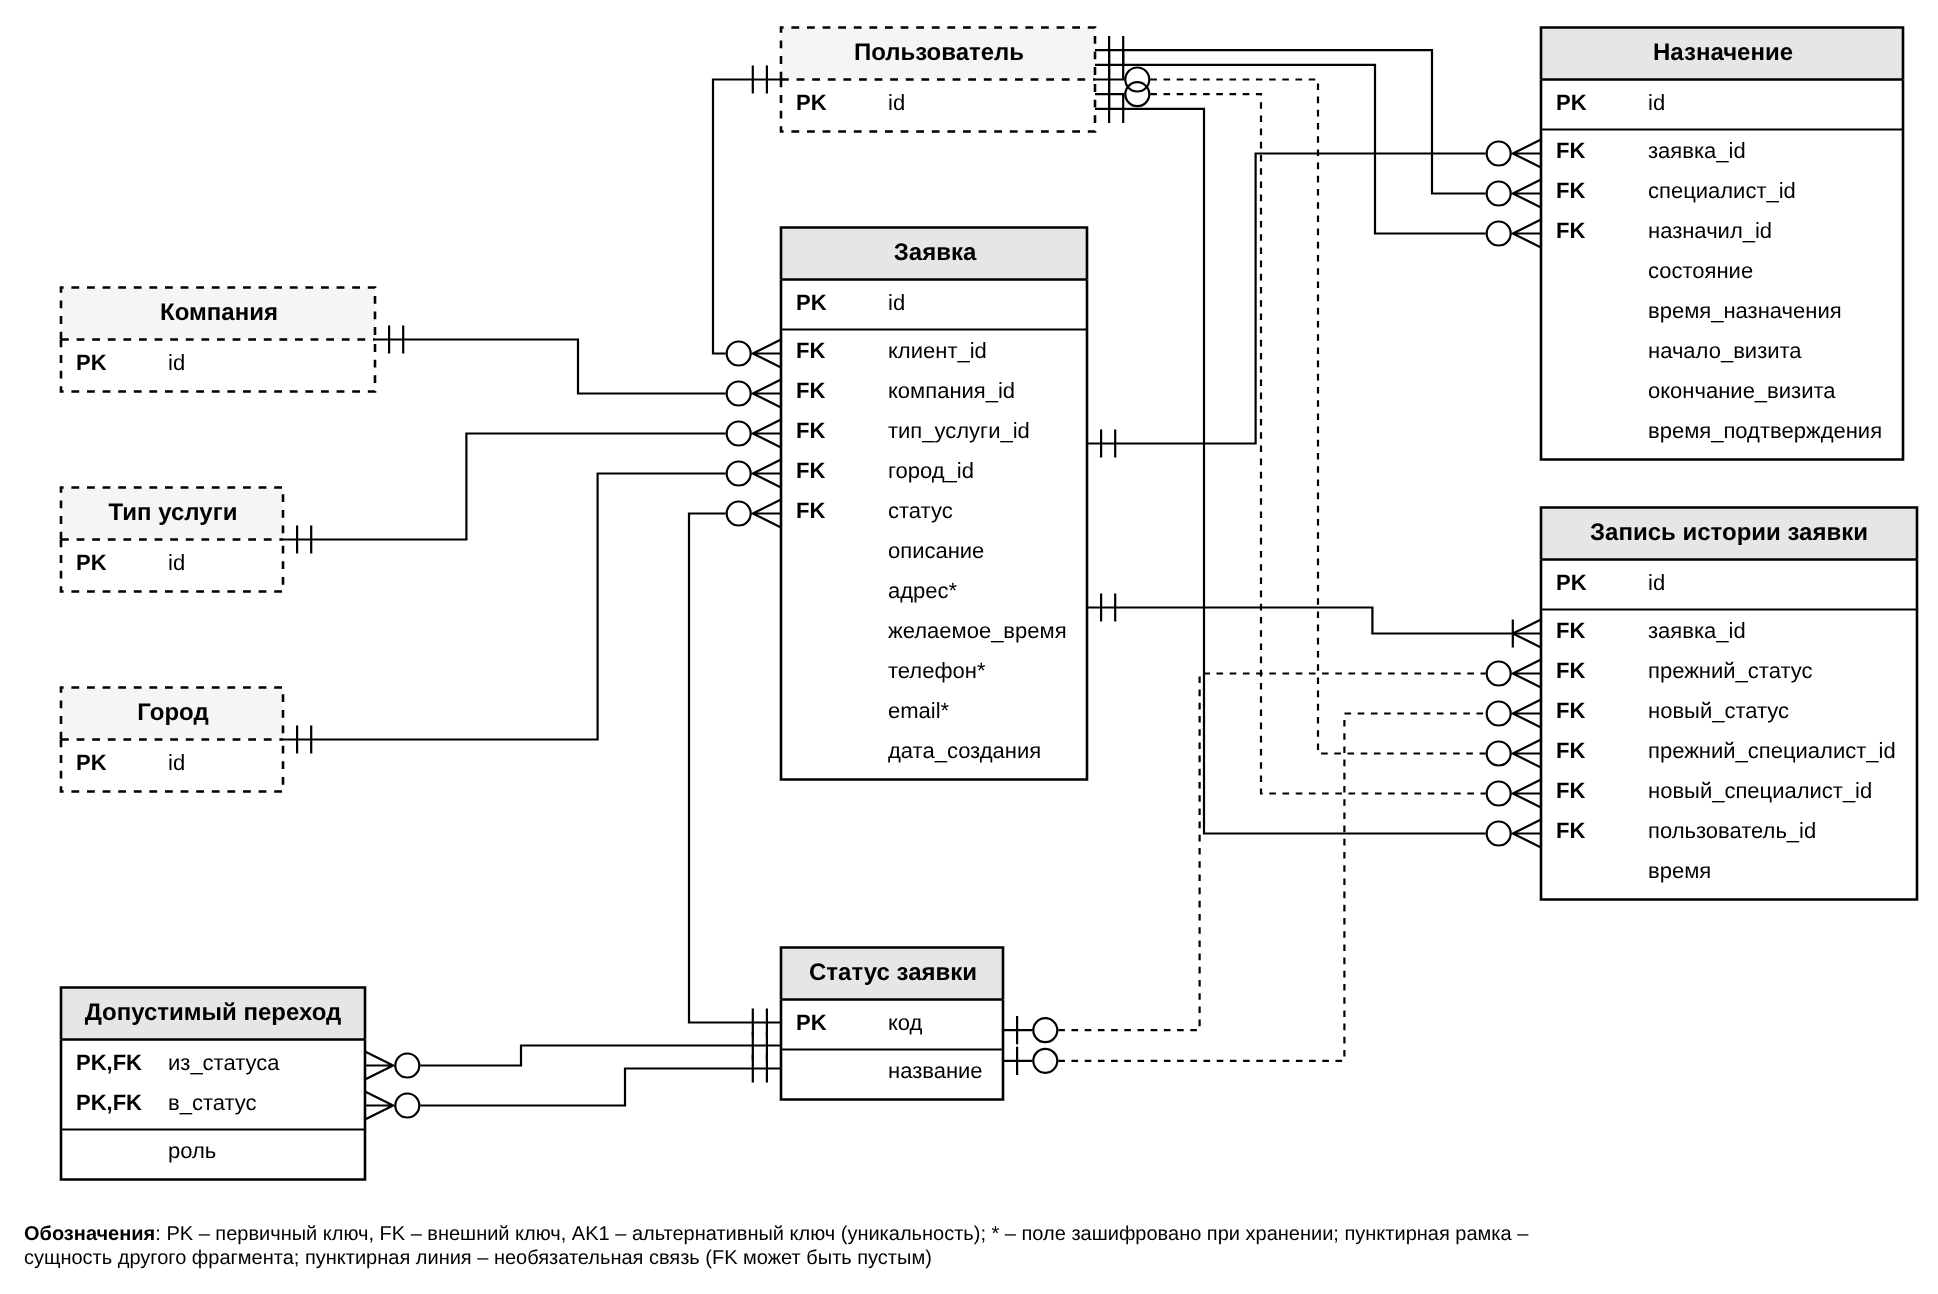 Пользователь
PK id
Назначение
PK id
FK заявка_id
FK специалист_id
FK назначил_id
состояние
время_назначения
начало_визита
окончание_визита
время_подтверждения
Заявка
PK id
FK клиент_id
FK компания_id
FK тип_услуги_id
FK город_id
FK статус
описание
адрес*
желаемое_время
телефон*
email*
дата_создания
Компания
PK id
Тип услуги
PK id
Город
PK id
Запись истории заявки
PK id
FK заявка_id
FK прежний_статус
FK новый_статус
FK прежний_специалист_id
FK новый_специалист_id
FK пользователь_id
время
Статус заявки
PK код
название
Допустимый переход
PK,FK из_статуса
PK,FK в_статус
роль
Обозначения: PK – первичный ключ, FK – внешний ключ, AK1 – альтернативный ключ (уникальность); * – поле зашифровано при хранении; пунктирная рамка –
сущность другого фрагмента; пунктирная линия – необязательная связь (FK может быть пустым)